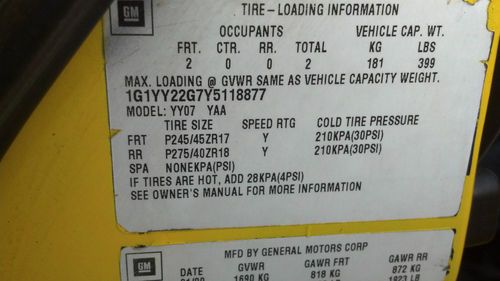 GM TIRE-LOADING INFORMATION
OCCUPANTS VEHICLE CAP. WT.
FRT. CTR. RR. TOTAL KG LBS
2 0 0 2 181 399
MAX. LOADING @ GVWR SAME AS VEHICLE CAPACITY WEIGHT.
1G1YY22G7Y5118877
MODEL: YY07 YAA
TIRE SIZE SPEED RTG COLD TIRE PRESSURE
FRT P245/45ZR17 Y 210KPA(30PSI)
RR P275/40ZR18 Y 210KPA(30PSI)
SPA NONEKPA(PSI)
IF TIRES ARE HOT, ADD 28KPA(4PSI)
SEE OWNER'S MANUAL FOR MORE INFORMATION
GM MFD BY GENERAL MOTORS CORP
DATE GVWR GAWR FRT GAWR RR
1690 KG 818 KG 872 KG